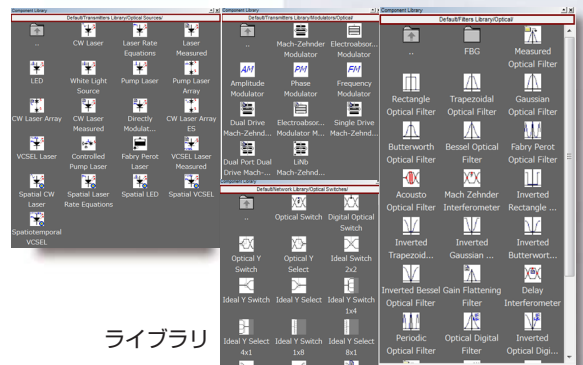 Component Library
Default/Transmitters Library/Optical Sources/
..
CW Laser
Laser Rate
Equations
Laser
Measured
LED
White Light
Source
Pump Laser
Pump Laser
Array
CW Laser Array
CW Laser
Measured
Directly
Modulat...
CW Laser Array
ES
VCSEL Laser
Controlled
Pump Laser
Fabry Perot
Laser
VCSEL Laser
Measured
Spatial CW
Laser
Spatial Laser
Rate Equations
Spatial LED
Spatial VCSEL
Spatiotemporal
VCSEL
Component Library
Default/Transmitters Library/Modulators/Optical/
..
Mach-Zehnder
Modulator
Electroabsor...
Modulator
AM
Amplitude
Modulator
PM
Phase
Modulator
FM
Frequency
Modulator
Dual Drive
Mach-Zehnd...
Electroabsor...
Modulator M...
Single Drive
Mach-Zehnd...
Dual Port Dual
Drive Mach-...
LiNb
Mach-Zehnd...
Component Library
Default/Network Library/Optical Switches/
..
Optical Switch
Digital Optical
Switch
Optical Y
Switch
Optical Y
Select
Ideal Switch
2x2
Ideal Y Switch
Ideal Y Select
Ideal Y Switch
1x4
Ideal Y Select
4x1
Ideal Y Switch
1x8
Ideal Y Select
8x1
Component Library
Default/Filters Library/Optical/
..
FBG
Measured
Optical Filter
Rectangle
Optical Filter
Trapezoidal
Optical Filter
Gaussian
Optical Filter
Butterworth
Optical Filter
Bessel Optical
Filter
Fabry Perot
Optical Filter
Acousto
Optical Filter
Mach Zehnder
Interferometer
Inverted
Rectangle ...
Inverted
Trapezoid...
Inverted
Gaussian ...
Inverted
Butterwort...
Inverted Bessel
Optical Filter
Gain Flattening
Filter
Delay
Interferometer
Periodic
Optical Filter
Optical Digital
Filter
Inverted
Optical Digi...
ライブラリ